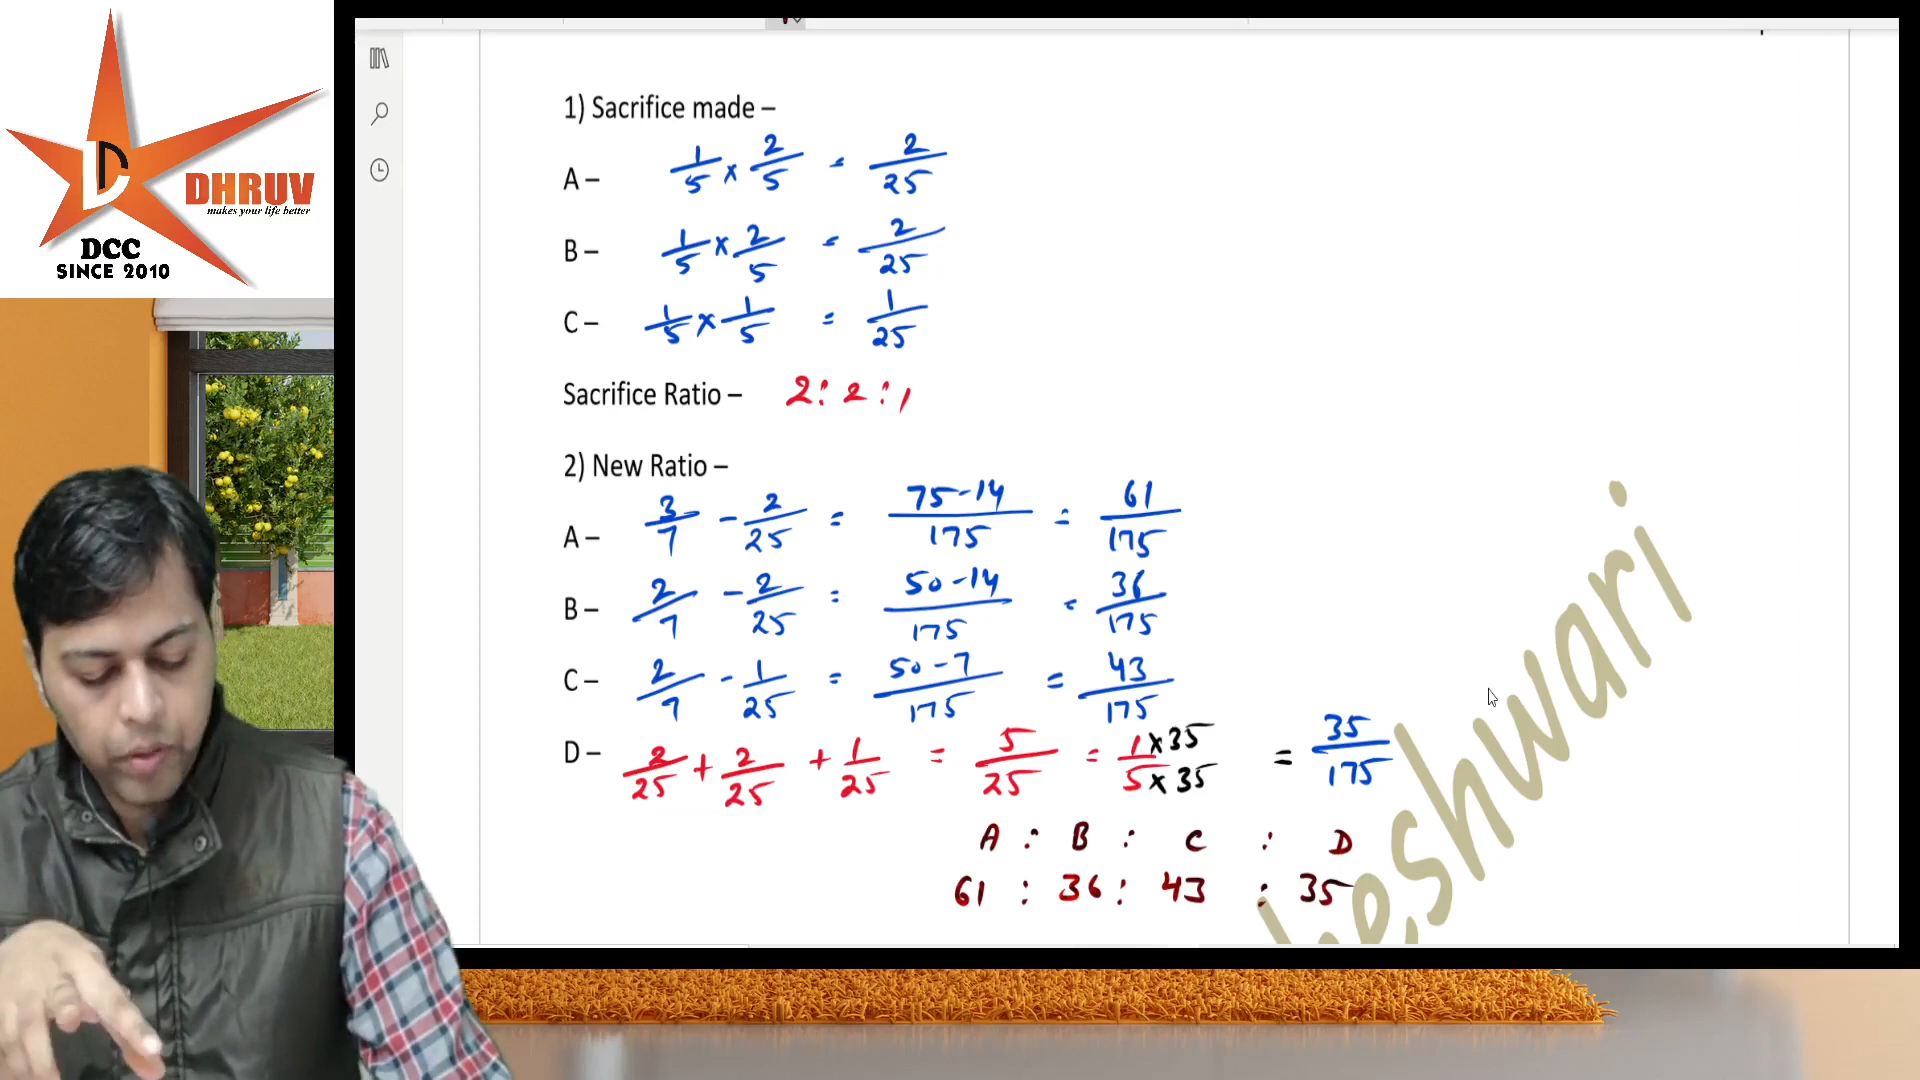 D
DHRUV
makes your life better
DCC
SINCE 2010
1) Sacrifice made –
A – 1/5 x 2/5 = 2/25
B – 1/5 x 2/5 = 2/25
C – 1/5 x 1/5 = 1/25
Sacrifice Ratio – 2 : 2 : 1
2) New Ratio –
A – 3/7 - 2/25 = 75-14/175 = 61/175
B – 2/7 - 2/25 = 50-14/175 = 36/175
C – 2/7 - 1/25 = 50-7/175 = 43/175
D – 2/25 + 2/25 + 1/25 = 5/25 = 1x35/5x35 = 35/175
A : B : C : D
61 : 36 : 43 : 35
eshwari